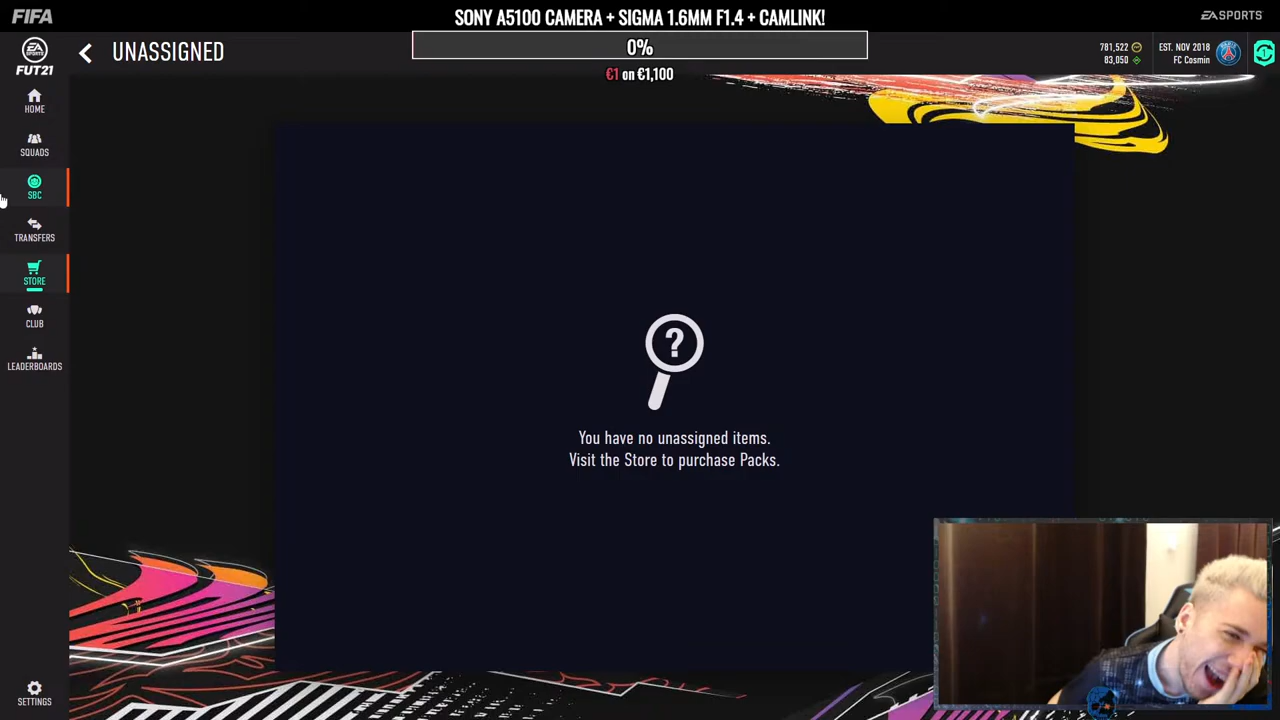 FIFA
SONY A5100 CAMERA + SIGMA 1.6MM F1.4 + CAMLINK!
EA SPORTS
0%
€1 on €1,100
EA SPORTS
FUT21
UNASSIGNED
781,522
83,050
EST. NOV 2018
FC Cosmin
HOME
SQUADS
SBC
TRANSFERS
STORE
CLUB
LEADERBOARDS
SETTINGS
?
You have no unassigned items.
Visit the Store to purchase Packs.